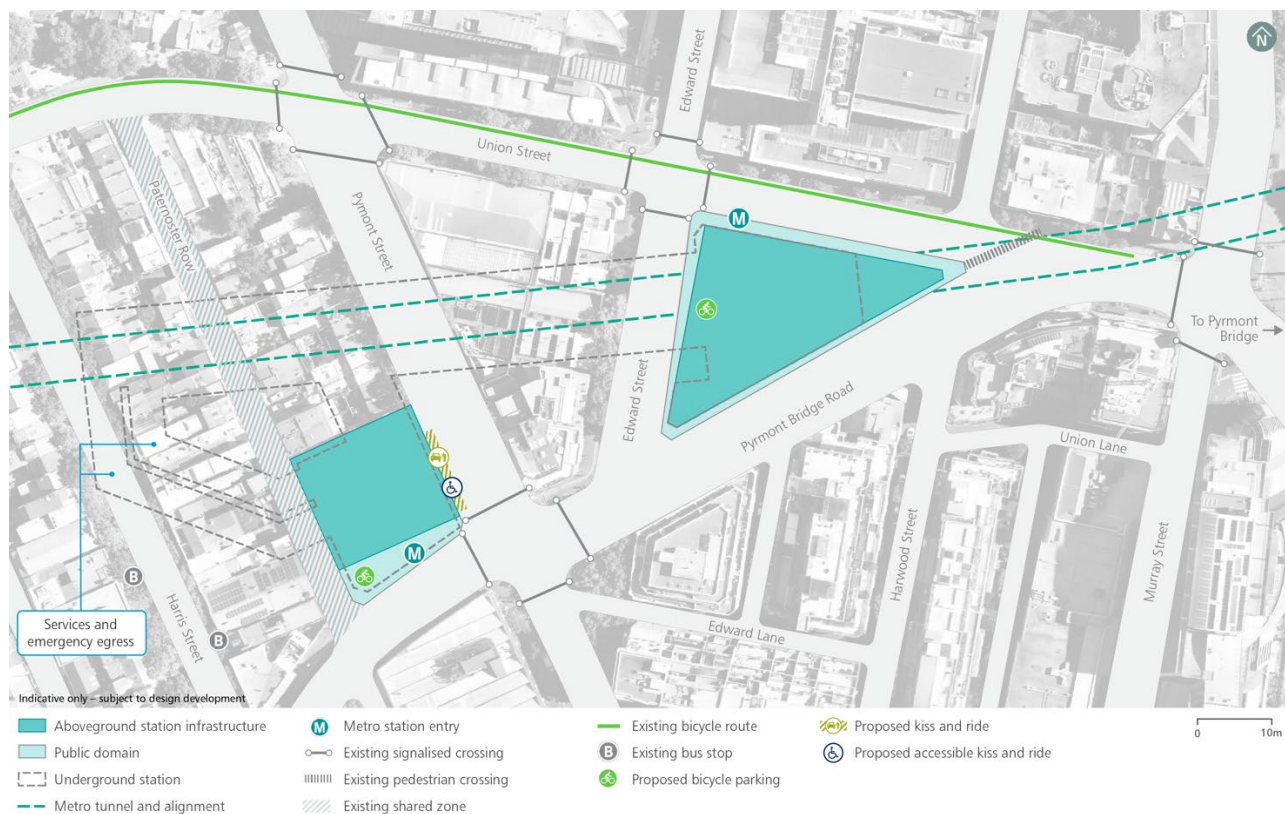 N
Edward Street
Union Street
Paternoster Row
Pymont Street
M
To Pyrmont
Bridge
Edward Street
Pyrmont Bridge Road
Union Lane
M
B
Services and
emergency egress
Harris Street
B
Harwood Street
Murray Street
Edward Lane
Indicative only – subject to design development
Aboveground station infrastructure
Public domain
Underground station
Metro tunnel and alignment
M Metro station entry
Existing signalised crossing
Existing pedestrian crossing
Existing shared zone
Existing bicycle route
B Existing bus stop
Proposed bicycle parking
Proposed kiss and ride
Proposed accessible kiss and ride
0 10m